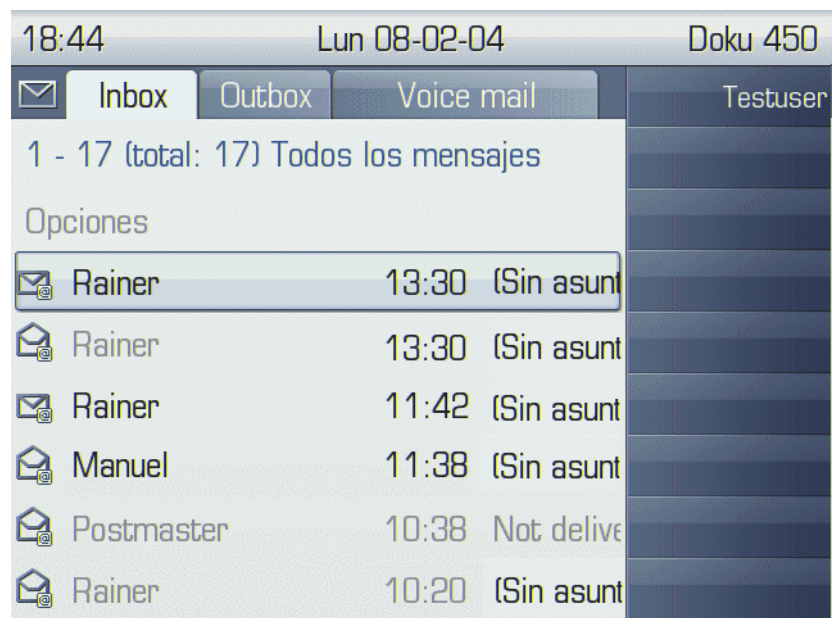 18:44 Lun 08-02-04 Doku 450
Inbox Outbox Voice mail Testuser
1 - 17 (total: 17) Todos los mensajes
Opciones
Rainer 13:30 (Sin asunt
Rainer 13:30 (Sin asunt
Rainer 11:42 (Sin asunt
Manuel 11:38 (Sin asunt
Postmaster 10:38 Not delive
Rainer 10:20 (Sin asunt